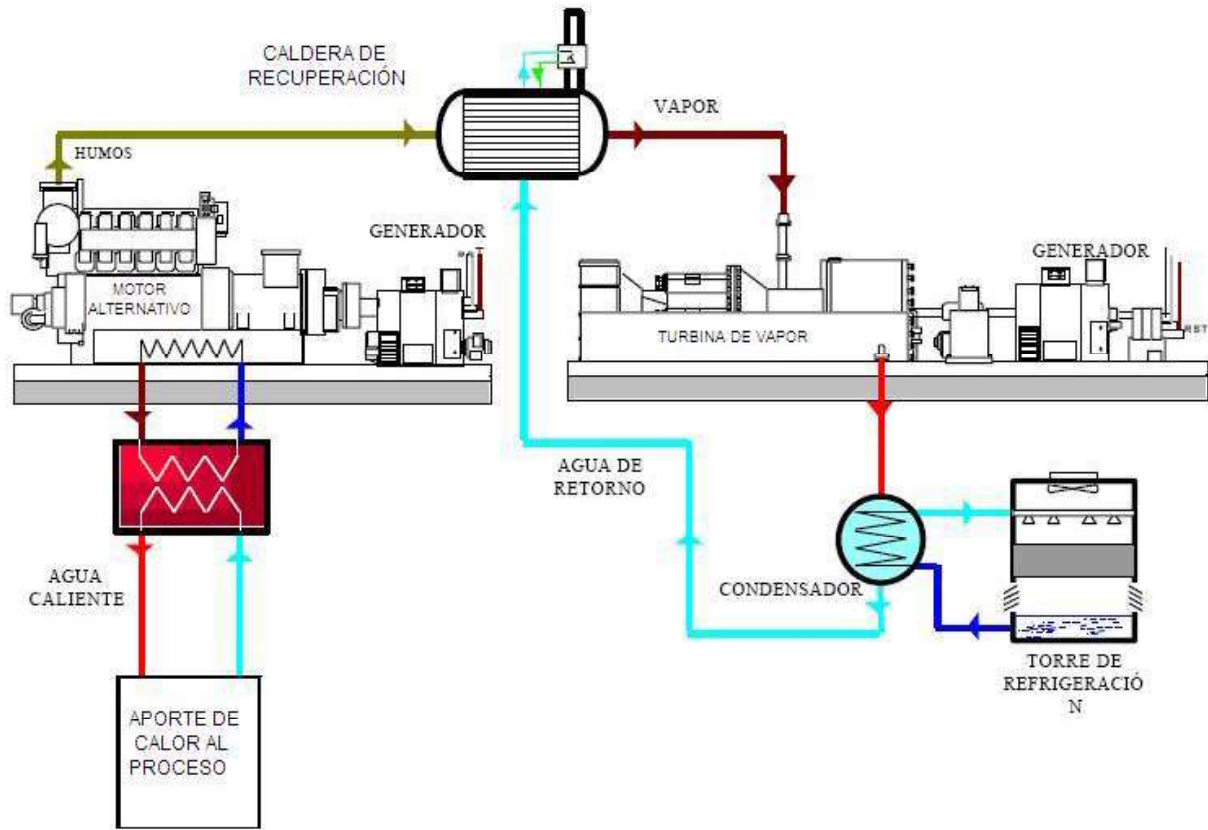 CALDERA DE
RECUPERACIÓN
VAPOR
HUMOS
GENERADOR
GENERADOR
MOTOR
ALTERNATIVO
TURBINA DE VAPOR
R S T
AGUA DE
RETORNO
AGUA
CALIENTE
CONDENSADOR
TORRE DE
REFRIGERACIÓ
N
APORTE DE
CALOR AL
PROCESO